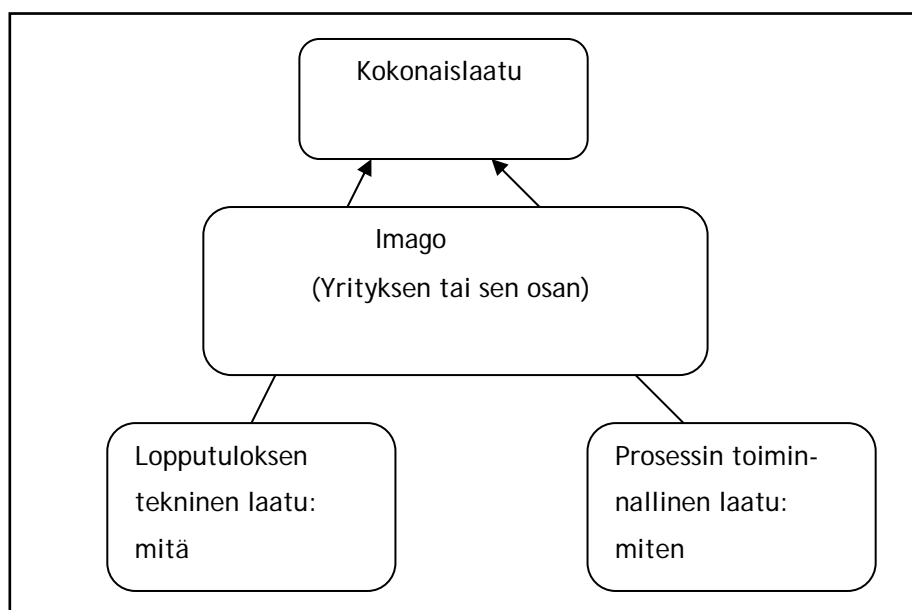 Kokonaislaatu
Imago
(Yrityksen tai sen osan)
Lopputuloksen
tekninen laatu:
mitä
Prosessin toimin-
nallinen laatu:
miten